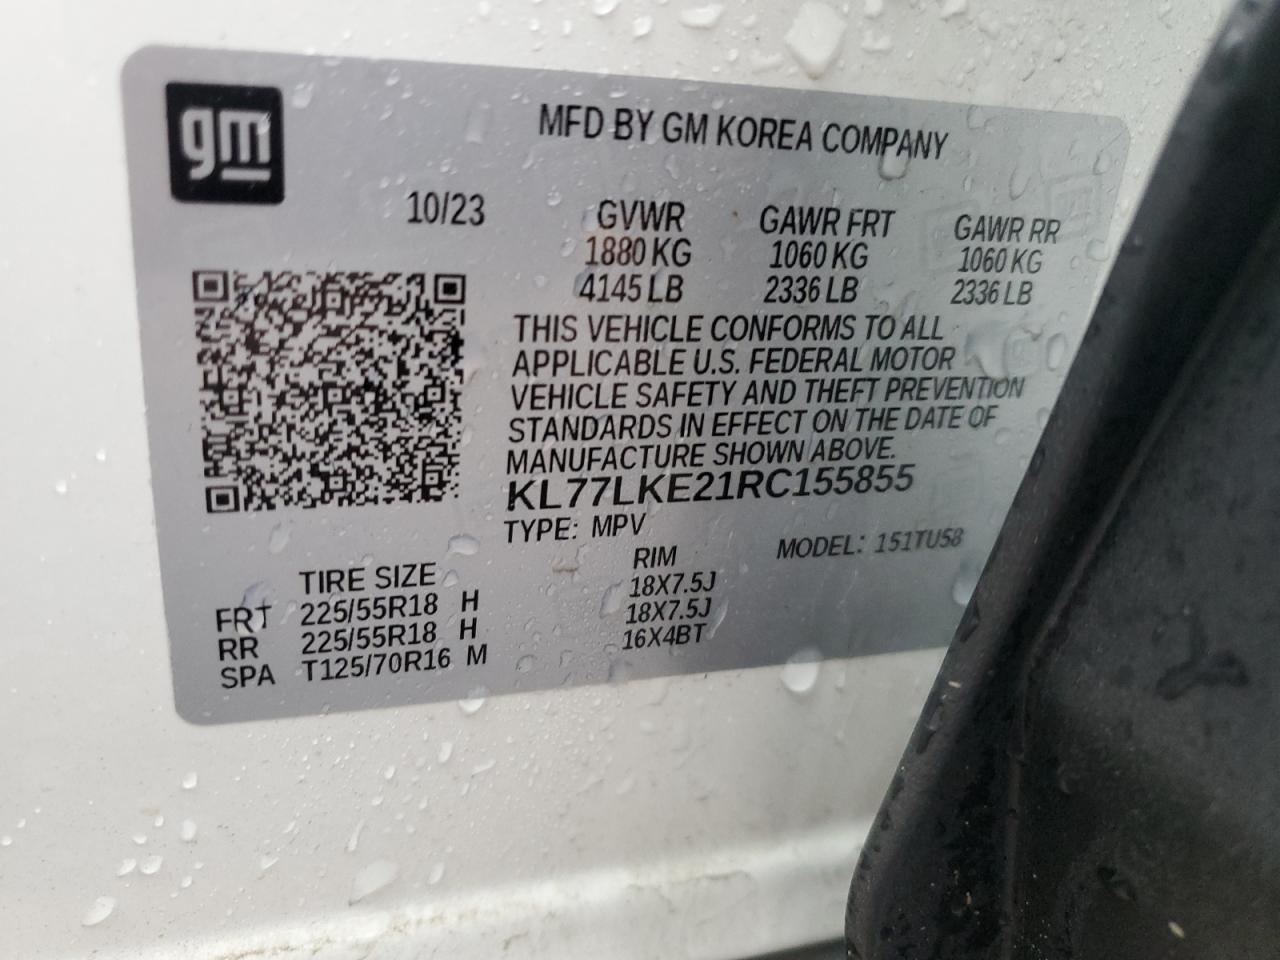 gm
MFD BY GM KOREA COMPANY
10/23 GVWR GAWR FRT GAWR RR
1880 KG 1060 KG 1060 KG
4145 LB 2336 LB 2336 LB
THIS VEHICLE CONFORMS TO ALL
APPLICABLE U.S. FEDERAL MOTOR
VEHICLE SAFETY AND THEFT PREVENTION
STANDARDS IN EFFECT ON THE DATE OF
MANUFACTURE SHOWN ABOVE.
KL77LKE21RC155855
TYPE: MPV MODEL: 151TU58
TIRE SIZE RIM
FRT 225/55R18 H 18X7.5J
RR 225/55R18 H 18X7.5J
SPA T125/70R16 M 16X4BT